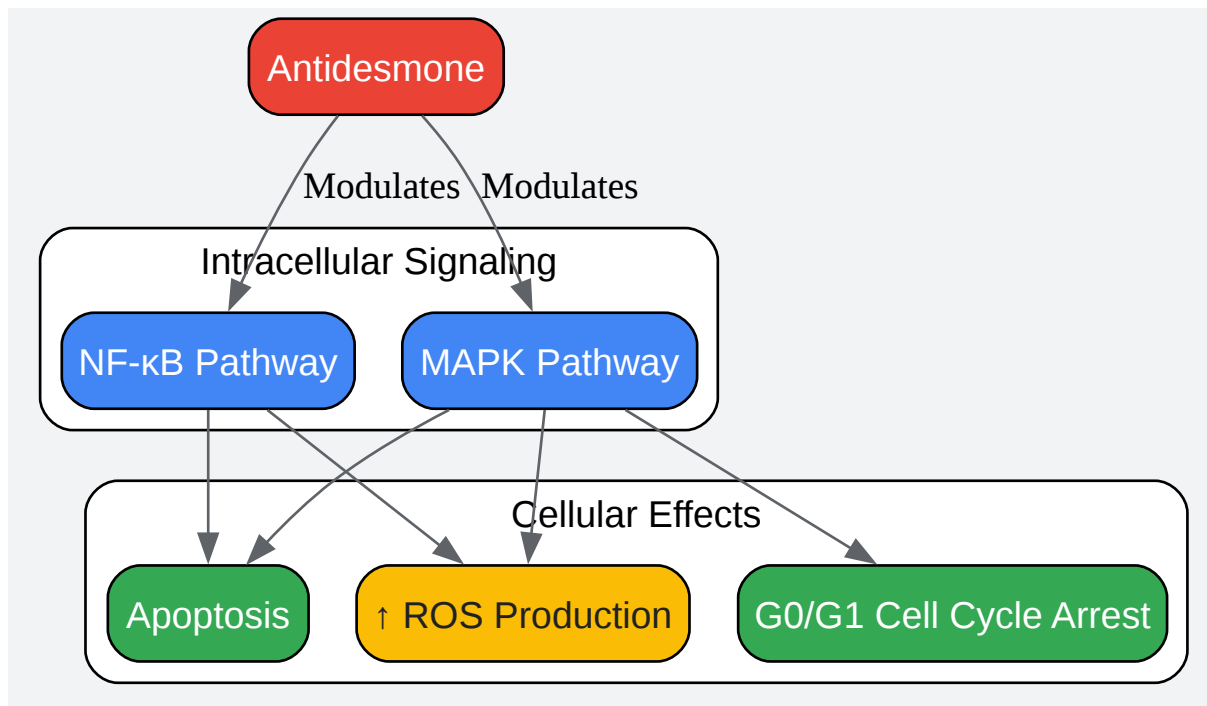 Antidesmone
Modulates
Modulates
Intracellular Signaling
NF-κB Pathway
MAPK Pathway
Cellular Effects
Apoptosis
↑ ROS Production
G0/G1 Cell Cycle Arrest